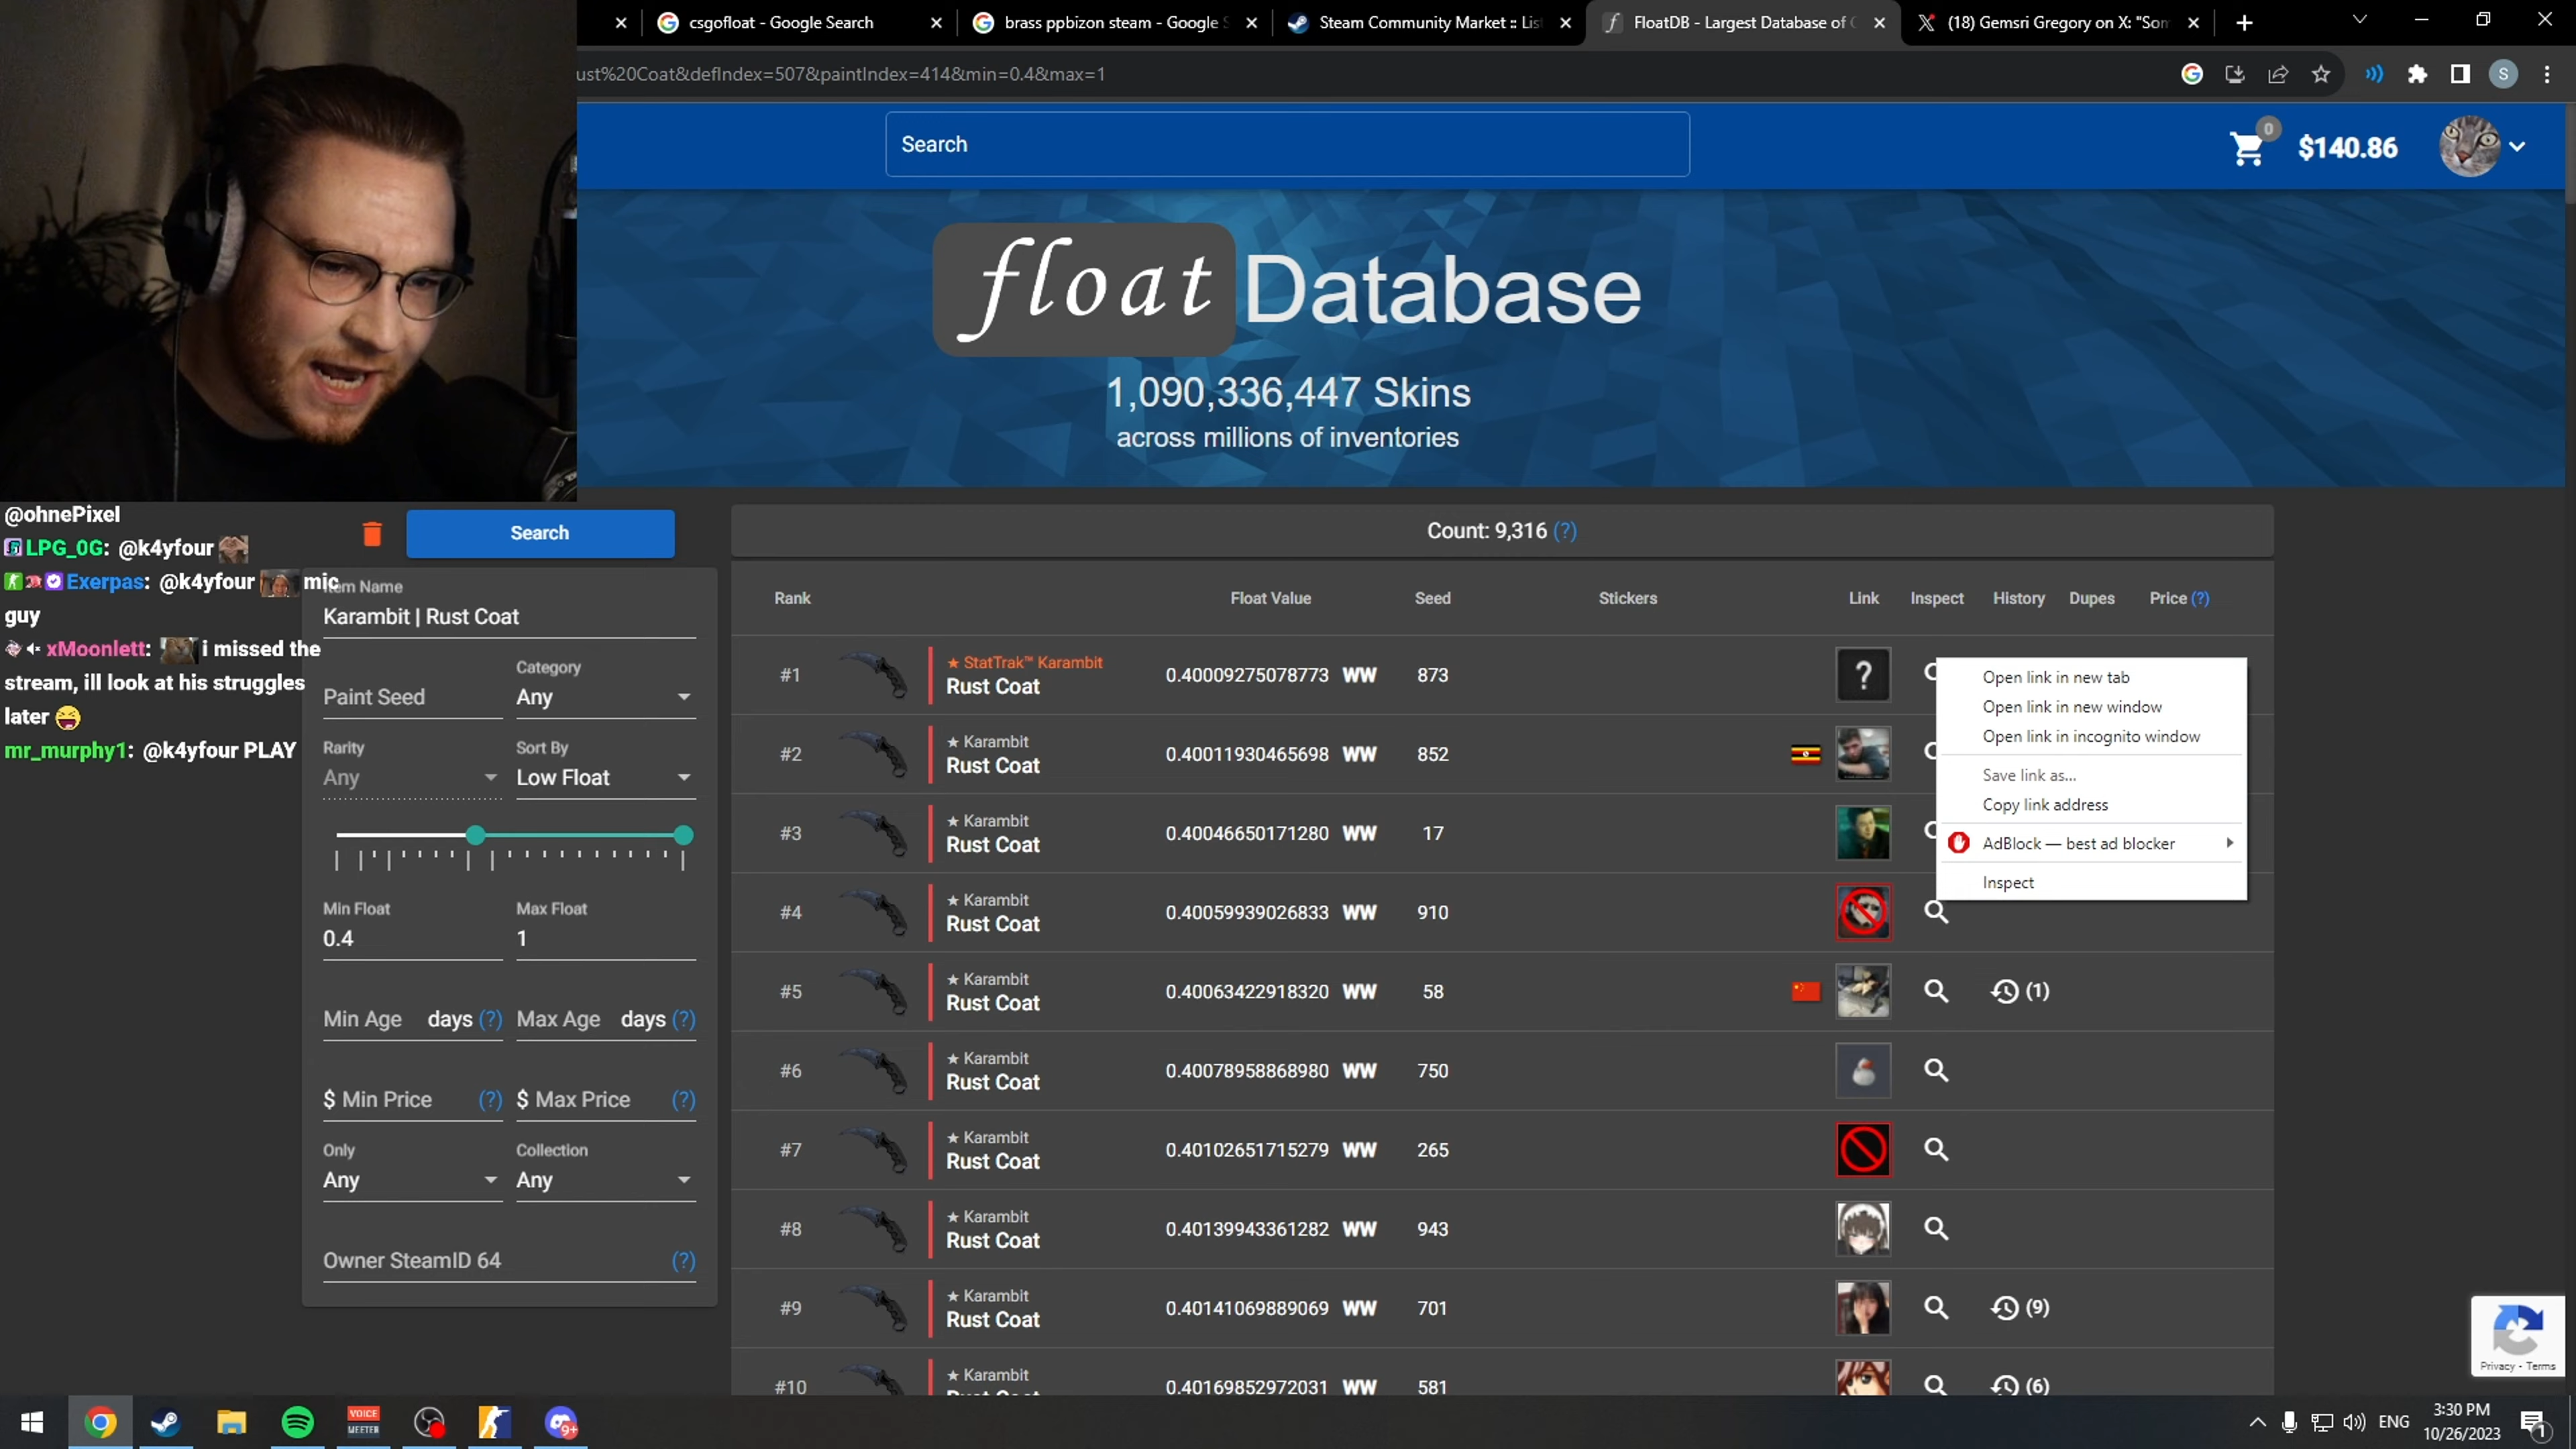 csgofloat - Google Search
brass ppbizon steam - Google S
Steam Community Market :: List
FloatDB - Largest Database of C
(18) Gemsri Gregory on X: "Som
ust%20Coat&defIndex=507&paintIndex=414&min=0.4&max=1
S
Search
0
$140.86
float Database
1,090,336,447 Skins
across millions of inventories
@ohnePixel
LPG_0G: @k4yfour
Exerpas: @k4yfour mic
guy
xMoonlett: i missed the
stream, ill look at his struggles
later
mr_murphy1: @k4yfour PLAY
Search
Item Name
Karambit | Rust Coat
Paint Seed
Category
Any
Rarity
Any
Sort By
Low Float
Min Float
0.4
Max Float
1
Min Age days (?)
Max Age days (?)
$ Min Price (?)
$ Max Price (?)
Only
Any
Collection
Any
Owner SteamID 64 (?)
Count: 9,316 (?)
Rank Float Value Seed Stickers Link Inspect History Dupes Price (?)
#1 ★ StatTrak™ Karambit
Rust Coat 0.40009275078773 WW 873 ?
#2 ★ Karambit
Rust Coat 0.40011930465698 WW 852
#3 ★ Karambit
Rust Coat 0.40046650171280 WW 17
#4 ★ Karambit
Rust Coat 0.40059939026833 WW 910
#5 ★ Karambit
Rust Coat 0.40063422918320 WW 58 (1)
#6 ★ Karambit
Rust Coat 0.40078958868980 WW 750
#7 ★ Karambit
Rust Coat 0.40102651715279 WW 265
#8 ★ Karambit
Rust Coat 0.40139943361282 WW 943
#9 ★ Karambit
Rust Coat 0.40141069889069 WW 701 (9)
#10 ★ Karambit
Rust Coat 0.40169852972031 WW 581 (6)
Open link in new tab
Open link in new window
Open link in incognito window
Save link as...
Copy link address
AdBlock — best ad blocker
Inspect
Privacy - Terms
VOICE
MEETER
9+
ENG
3:30 PM
10/26/2023
1